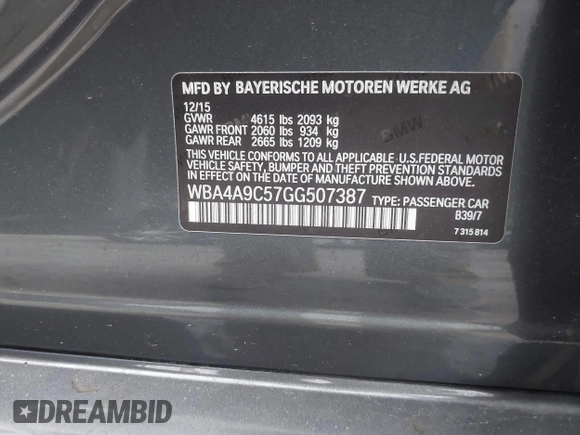 MFD BY BAYERISCHE MOTOREN WERKE AG
12/15
GVWR 4615 lbs 2093 kg
GAWR FRONT 2060 lbs 934 kg
GAWR REAR 2665 lbs 1209 kg
THIS VEHICLE CONFORMS TO ALL APPLICABLE U.S.FEDERAL MOTOR
VEHICLE SAFETY, BUMPER AND THEFT PREVENTION STANDARDS
IN EFFECT ON THE DATE OF MANUFACTURE SHOWN ABOVE.
WBA4A9C57GG507387 TYPE: PASSENGER CAR
B39/7
7 315 814
DREAMBID